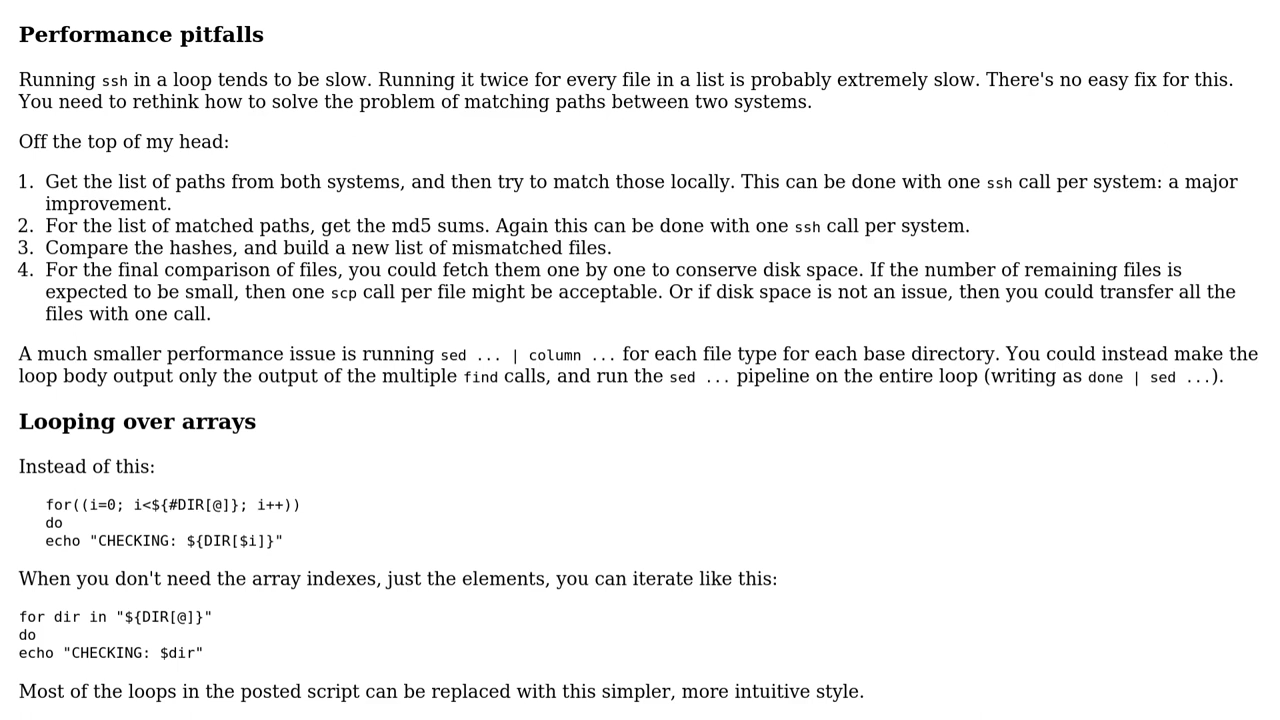 Performance pitfalls
Running ssh in a loop tends to be slow. Running it twice for every file in a list is probably extremely slow. There's no easy fix for this.
You need to rethink how to solve the problem of matching paths between two systems.
Off the top of my head:
1. Get the list of paths from both systems, and then try to match those locally. This can be done with one ssh call per system: a major
improvement.
2. For the list of matched paths, get the md5 sums. Again this can be done with one ssh call per system.
3. Compare the hashes, and build a new list of mismatched files.
4. For the final comparison of files, you could fetch them one by one to conserve disk space. If the number of remaining files is
expected to be small, then one scp call per file might be acceptable. Or if disk space is not an issue, then you could transfer all the
files with one call.
A much smaller performance issue is running sed ... | column ... for each file type for each base directory. You could instead make the
loop body output only the output of the multiple find calls, and run the sed ... pipeline on the entire loop (writing as done | sed ...).
Looping over arrays
Instead of this:
for((i=0; i<${#DIR[@]}; i++))
do
echo "CHECKING: ${DIR[$i]}"
When you don't need the array indexes, just the elements, you can iterate like this:
for dir in "${DIR[@]}"
do
echo "CHECKING: $dir"
Most of the loops in the posted script can be replaced with this simpler, more intuitive style.